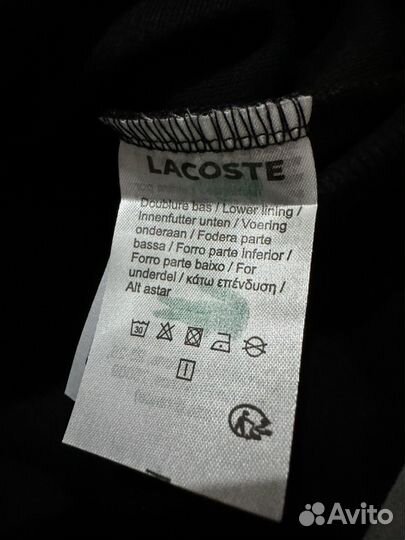 LACOSTE
Doublure bas / Lower lining /
Innenfutter unten / Voering
onderaan / Fodera parte
bassa / Forro parte inferior /
Forro parte baixo / For
underdel / κάτω επένδυση /
Alt astar
30
I
Avito